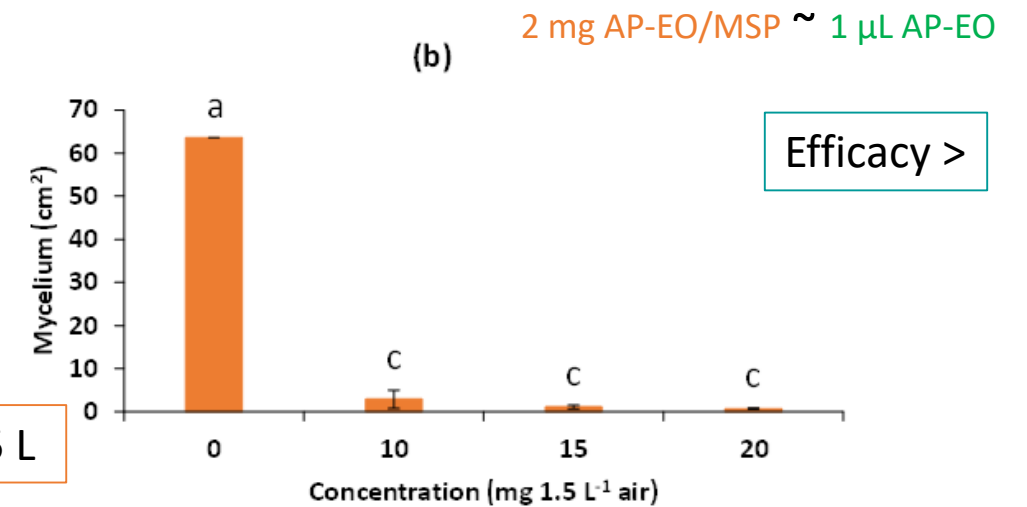 2 mg AP-EO/MSP ~ 1 µL AP-EO
(b)
Efficacy >
Mycelium (cm²)
70
60
50
40
30
20
10
0
a
c
c
c
L
0 10 15 20
Concentration (mg 1.5 L⁻¹ air)